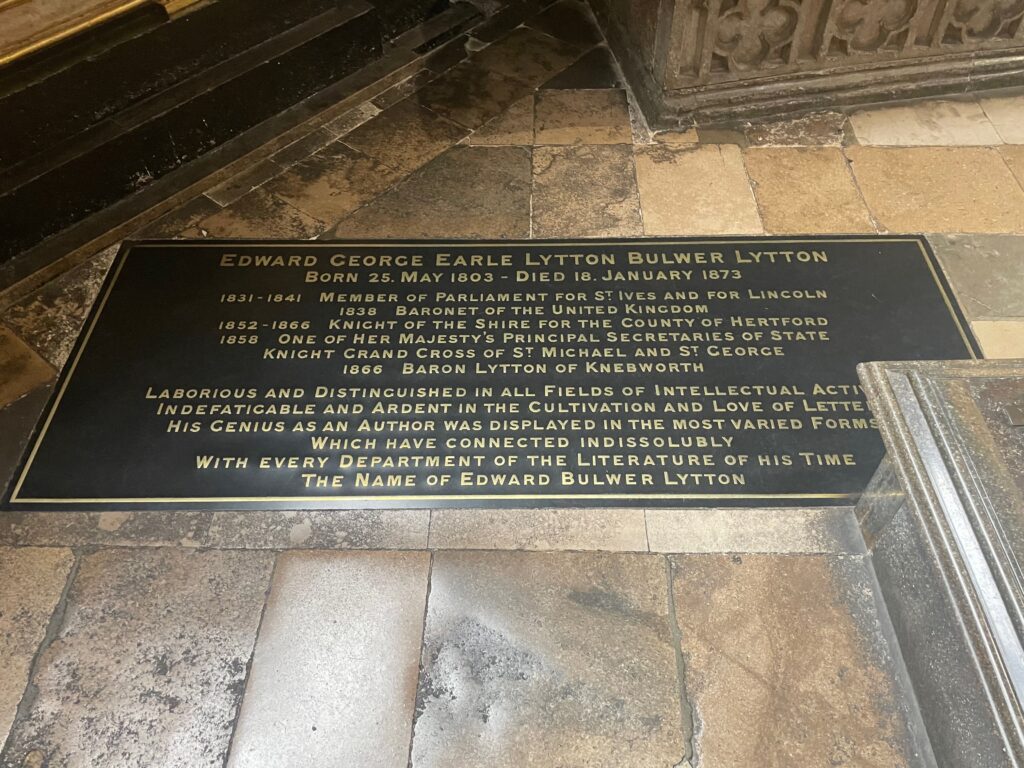 Edward George Earle Lytton Bulwer Lytton
Born 25. May 1803 - Died 18. January 1873
1831-1841 Member of Parliament for St. Ives and for Lincoln
1838 Baronet of the United Kingdom
1852-1866 Knight of the Shire for the County of Hertford
1858 One of Her Majesty's Principal Secretaries of State
Knight Grand Cross of St. Michael and St. George
1866 Baron Lytton of Knebworth
Laborious and Distinguished in all Fields of Intellectual
Indefatigable and Ardent in the Cultivation and Love of
His Genius as an Author was displayed in the most varied Forms
Which have connected indissolubly
With every Department of the Literature of his Time
The Name of Edward Bulwer Lytton